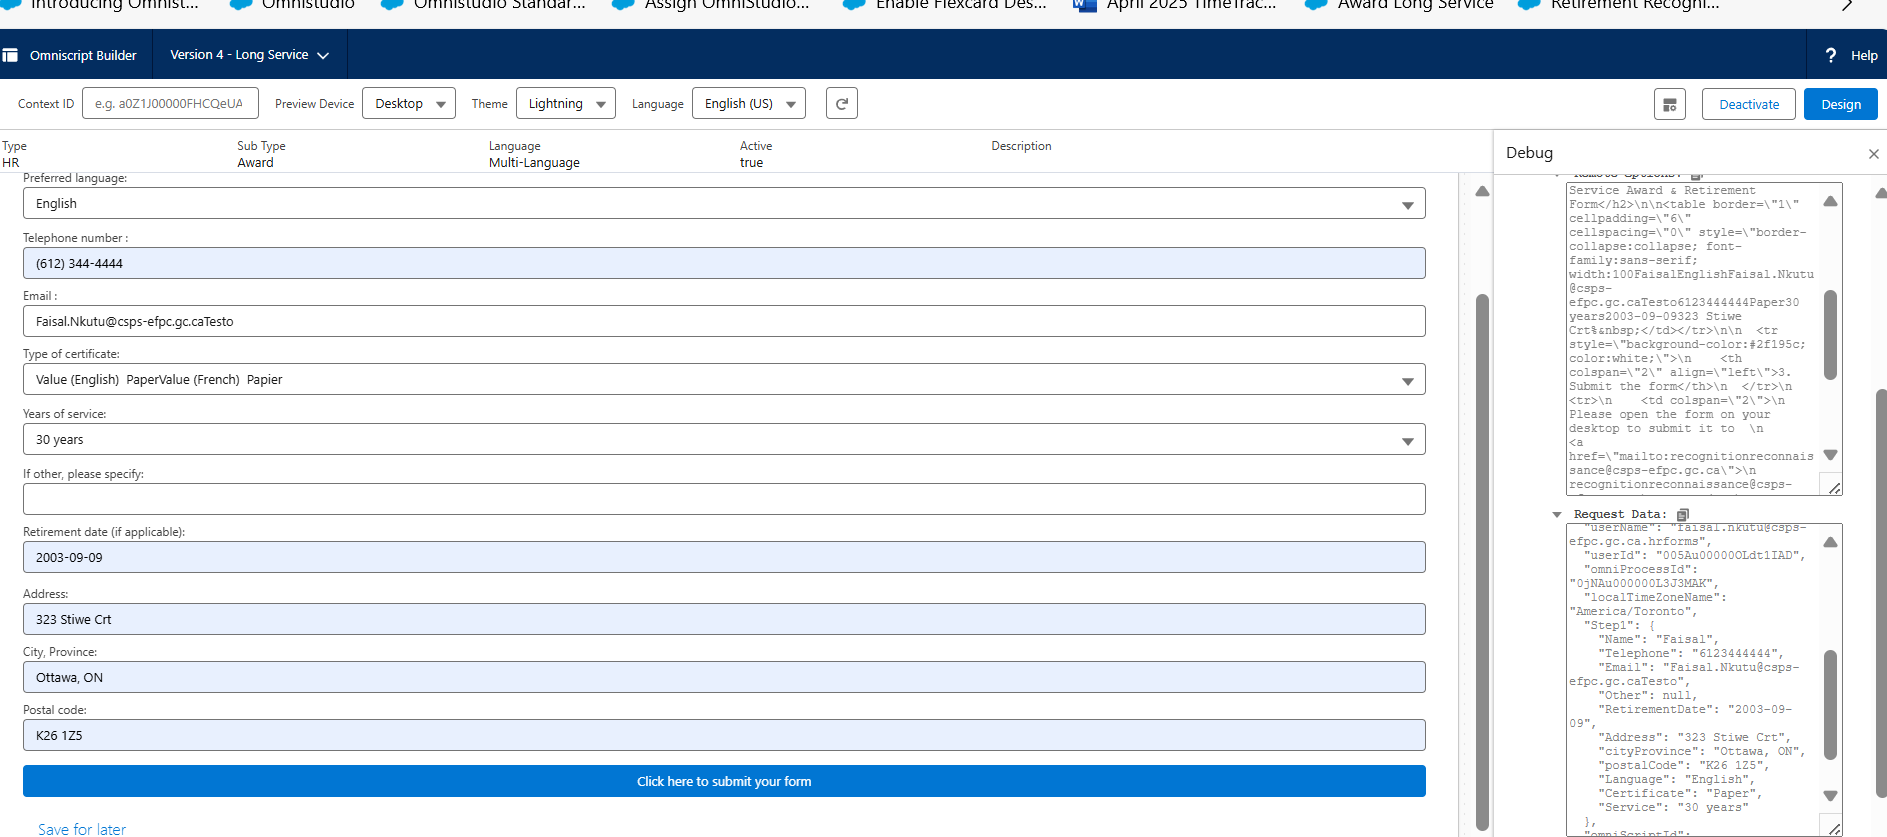 Introducing Omnist...
Omnistudio
Omnistudio Standar...
Assign OmniStudio...
Enable Flexcard Des...
April 2025 TimeTrac...
Award Long Service
Retirement Recogni...
Omniscript Builder
Version 4 - Long Service
? Help
Context ID
e.g. a0Z1J00000FHCQeUA
Preview Device
Desktop
Theme
Lightning
Language
English (US)
Deactivate
Design
Type
HR
Sub Type
Award
Language
Multi-Language
Active
true
Description
Preferred language:
English
Telephone number :
(612) 344-4444
Email :
Faisal.Nkutu@csps-efpc.gc.caTesto
Type of certificate:
Value (English)  PaperValue (French)  Papier
Years of service:
30 years
If other, please specify:
Retirement date (if applicable):
2003-09-09
Address:
323 Stiwe Crt
City, Province:
Ottawa, ON
Postal code:
K26 1Z5
Click here to submit your form
Save for later
Debug
Remote Options:
Service Award & Retirement
Form</h2>\n\n<table border=\"1\"
cellpadding=\"6\"
cellspacing=\"0\" style=\"border-
collapse:collapse; font-
family:sans-serif;
width:100FaisalEnglishFaisal.Nkutu
@csps-
efpc.gc.caTesto6123444444Paper30
years2003-09-09323 Stiwe
Crt%&nbsp;</td></tr>\n\n  <tr
style=\"background-color:#2f195c;
color:white;\">\n    <th
colspan=\"2\" align=\"left\">3.
Submit the form</th>\n  </tr>\n
<tr>\n    <td colspan=\"2\">\n
Please open the form on your
desktop to submit it to  \n
<a
href=\"mailto:recognitionreconnais
sance@csps-efpc.gc.ca\">\n
recognitionreconnaissance@csps-
Request Data:
"userName": "faisal.nkutu@csps-
efpc.gc.ca.hrforms",
"userId": "005Au00000OLdt1IAD",
"omniProcessId":
"0jNAu000000L3J3MAK",
"localTimeZoneName":
"America/Toronto",
"Step1": {
"Name": "Faisal",
"Telephone": "6123444444",
"Email": "Faisal.Nkutu@csps-
efpc.gc.caTesto",
"Other": null,
"RetirementDate": "2003-09-
09",
"Address": "323 Stiwe Crt",
"cityProvince": "Ottawa, ON",
"postalCode": "K26 1Z5",
"Language": "English",
"Certificate": "Paper",
"Service": "30 years"
},
"omniScriptId":